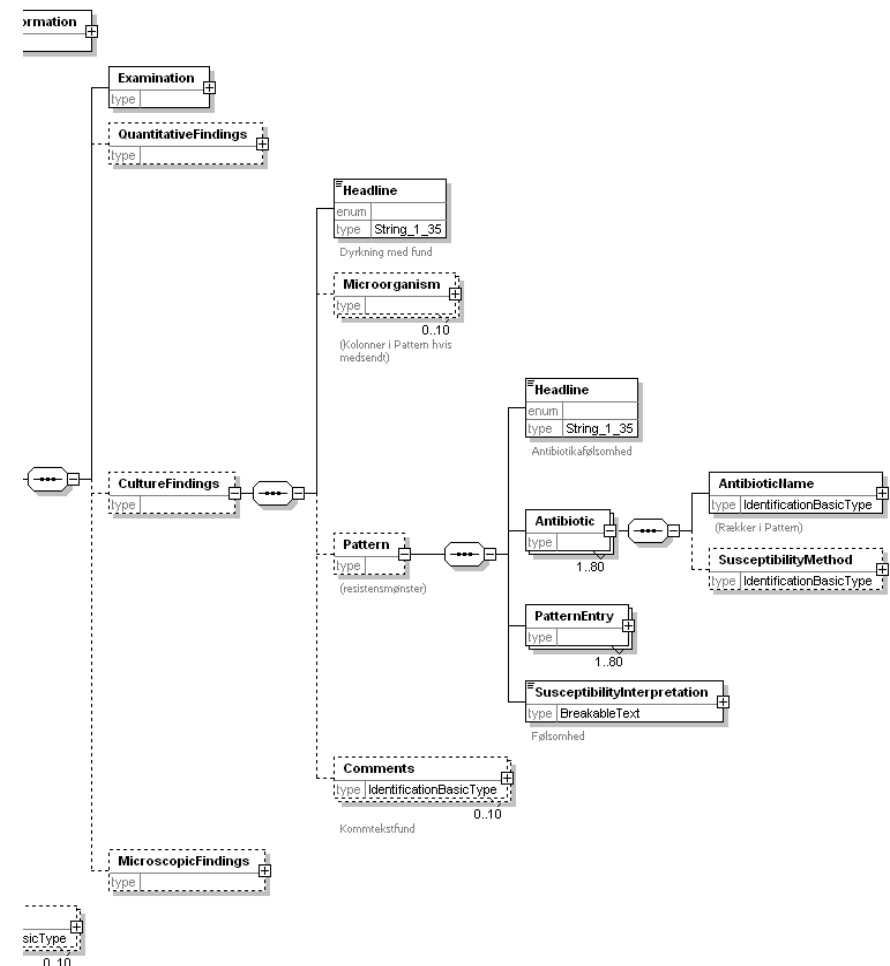 ormation
Examination
type
QuantitativeFindings
type
Headline
enum
type String_1_35
Dyrkning med fund
Microorganism
type
0..10
(Kolonner i Pattern hvis
medsendt)
Headline
enum
type String_1_35
Antibiotikafølsomhed
CultureFindings
type
AntibioticName
type IdentificationBasicType
(Rækker i Pattern)
Antibiotic
type
1..80
Pattern
type
(resistensmønster)
SusceptibilityMethod
type IdentificationBasicType
PatternEntry
type
1..80
SusceptibilityInterpretation
type BreakableText
Følsomhed
Comments
type IdentificationBasicType
0..10
Kommtekstfund
MicroscopicFindings
type
sicType
0..10